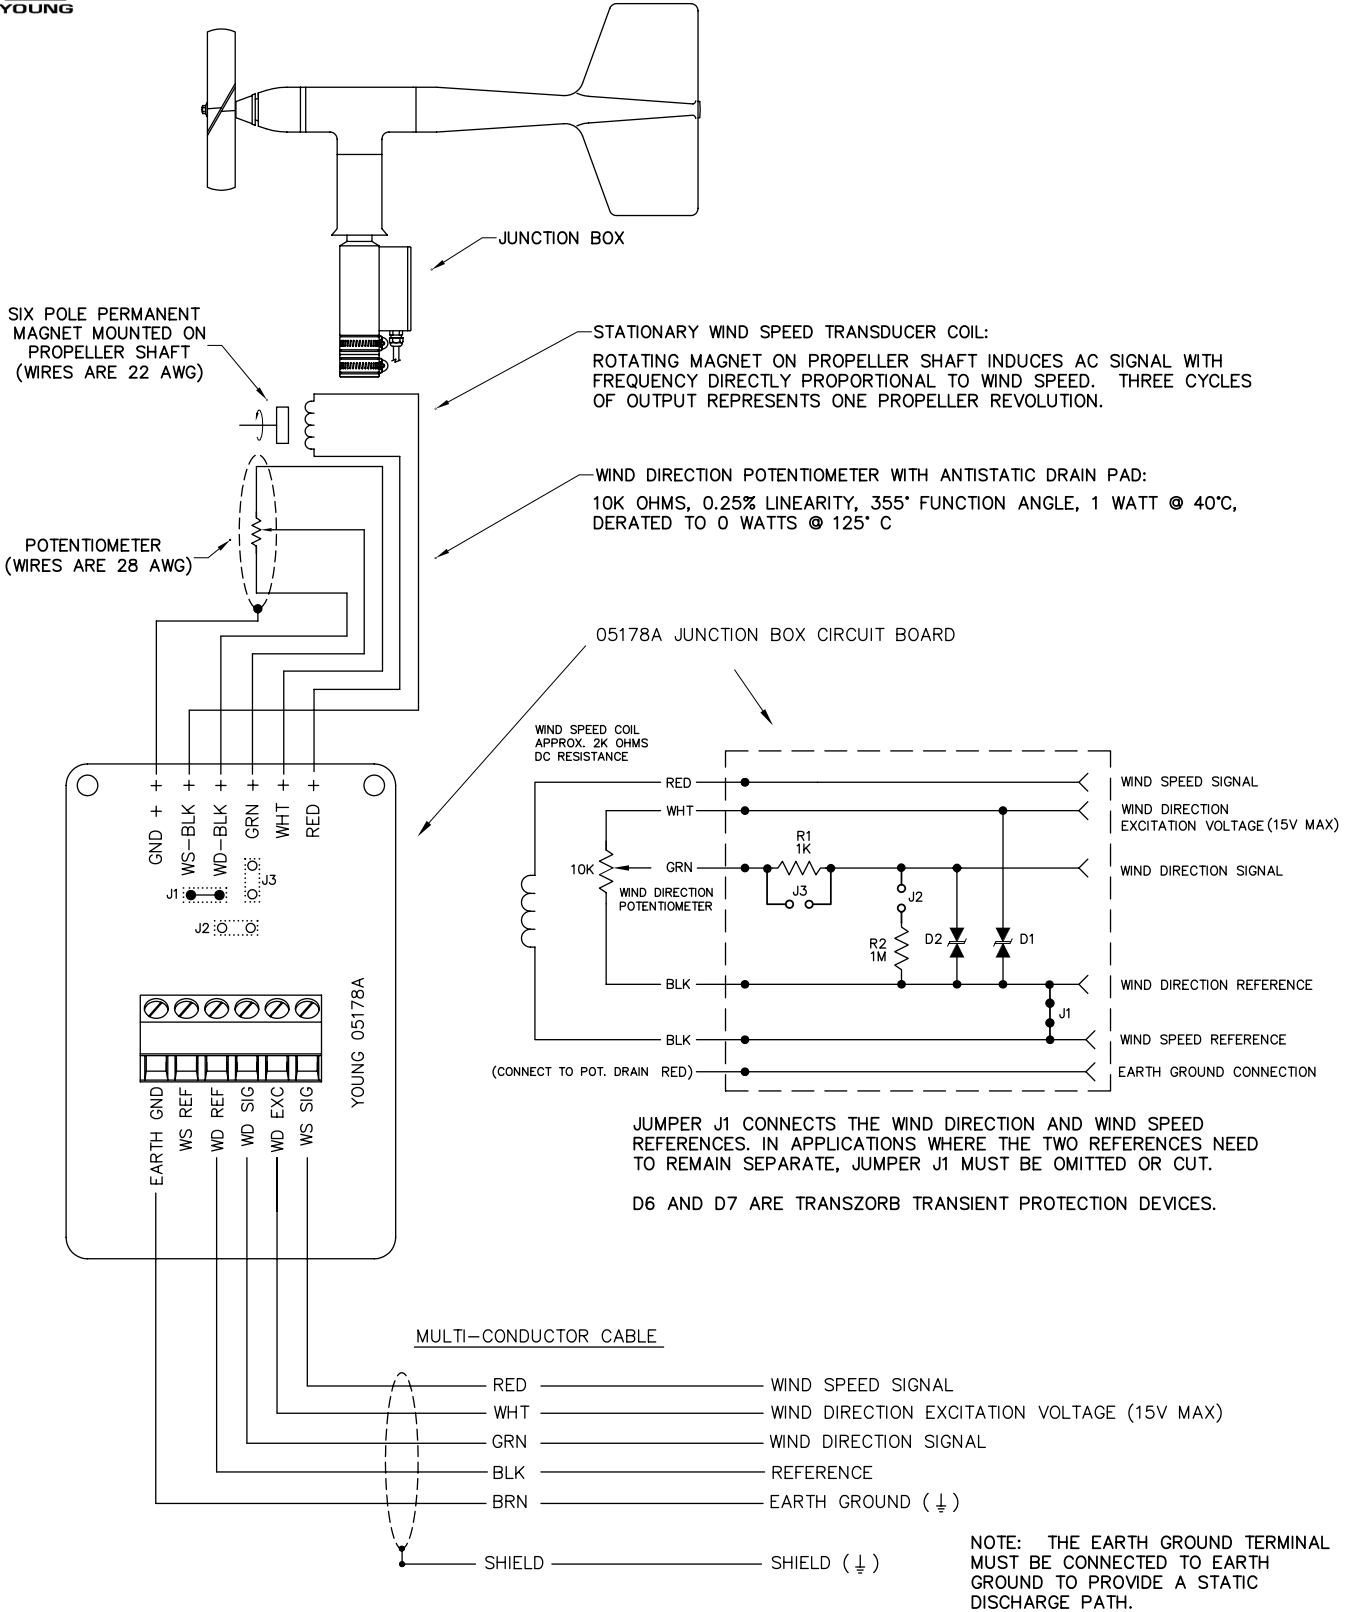 YOUNG
JUNCTION BOX
SIX POLE PERMANENT
MAGNET MOUNTED ON
PROPELLER SHAFT
(WIRES ARE 22 AWG)
STATIONARY WIND SPEED TRANSDUCER COIL:
ROTATING MAGNET ON PROPELLER SHAFT INDUCES AC SIGNAL WITH
FREQUENCY DIRECTLY PROPORTIONAL TO WIND SPEED. THREE CYCLES
OF OUTPUT REPRESENTS ONE PROPELLER REVOLUTION.
WIND DIRECTION POTENTIOMETER WITH ANTISTATIC DRAIN PAD:
10K OHMS, 0.25% LINEARITY, 355° FUNCTION ANGLE, 1 WATT @ 40°C,
DERATED TO 0 WATTS @ 125° C
POTENTIOMETER
(WIRES ARE 28 AWG)
05178A JUNCTION BOX CIRCUIT BOARD
WIND SPEED COIL
APPROX. 2K OHMS
DC RESISTANCE
GND +
WS-BLK +
WD-BLK +
GRN +
WHT +
RED +
J3
J1
J2
YOUNG 05178A
EARTH GND
WS REF
WD REF
WD SIG
WD EXC
WS SIG
RED
WIND SPEED SIGNAL
WHT
WIND DIRECTION
EXCITATION VOLTAGE (15V MAX)
R1
1K
10K
GRN
WIND DIRECTION SIGNAL
J3
J2
WIND DIRECTION
POTENTIOMETER
R2
1M
D2
D1
BLK
WIND DIRECTION REFERENCE
J1
BLK
WIND SPEED REFERENCE
(CONNECT TO POT. DRAIN RED)
EARTH GROUND CONNECTION
JUMPER J1 CONNECTS THE WIND DIRECTION AND WIND SPEED
REFERENCES. IN APPLICATIONS WHERE THE TWO REFERENCES NEED
TO REMAIN SEPARATE, JUMPER J1 MUST BE OMITTED OR CUT.
D6 AND D7 ARE TRANSZORB TRANSIENT PROTECTION DEVICES.
MULTI-CONDUCTOR CABLE
RED WIND SPEED SIGNAL
WHT WIND DIRECTION EXCITATION VOLTAGE (15V MAX)
GRN WIND DIRECTION SIGNAL
BLK REFERENCE
BRN EARTH GROUND (⏚)
SHIELD SHIELD (⏚)
NOTE: THE EARTH GROUND TERMINAL
MUST BE CONNECTED TO EARTH
GROUND TO PROVIDE A STATIC
DISCHARGE PATH.